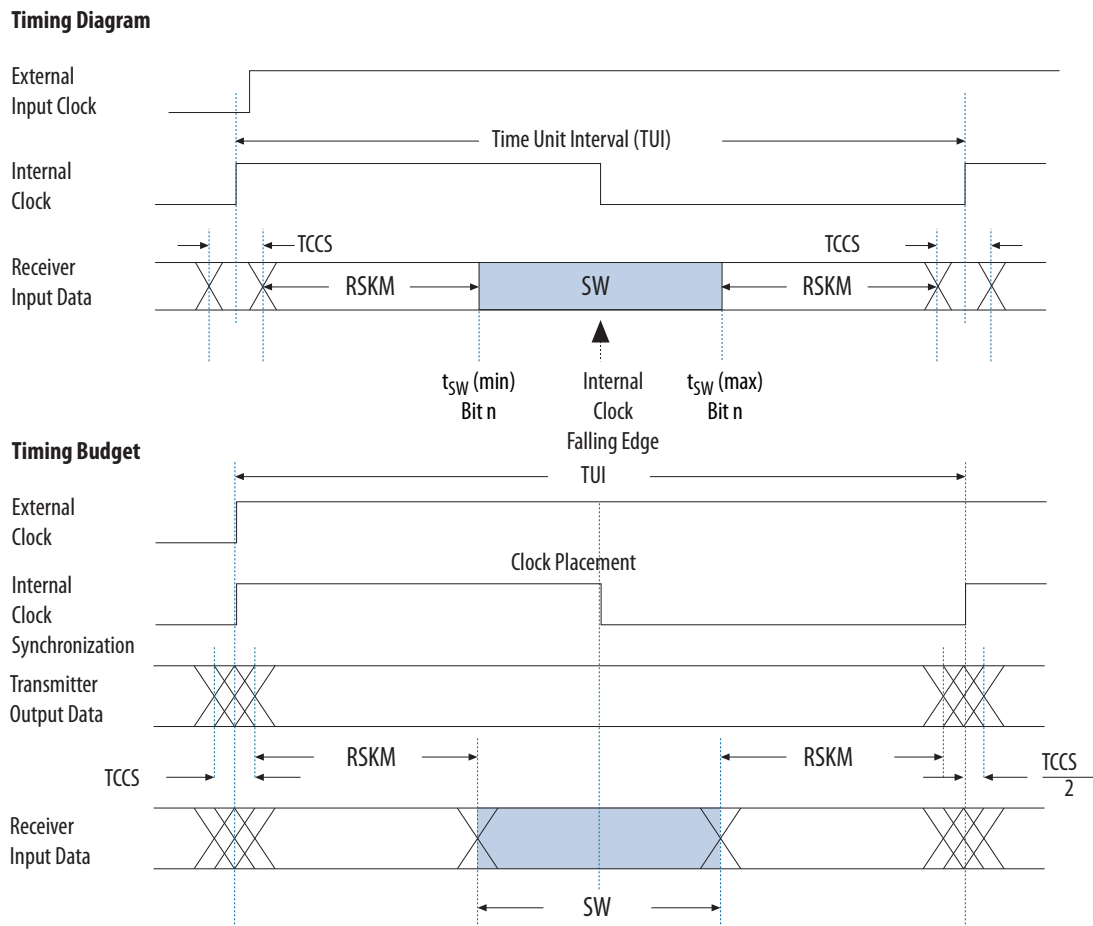 Timing Diagram
External
Input Clock
Time Unit Interval (TUI)
Internal
Clock
TCCS
TCCS
Receiver
Input Data
RSKM
SW
RSKM
tSW (min)
Bit n
Internal
Clock
Falling Edge
tSW (max)
Bit n
Timing Budget
TUI
External
Clock
Clock Placement
Internal
Clock
Synchronization
Transmitter
Output Data
RSKM
RSKM
TCCS
TCCS
2
Receiver
Input Data
SW